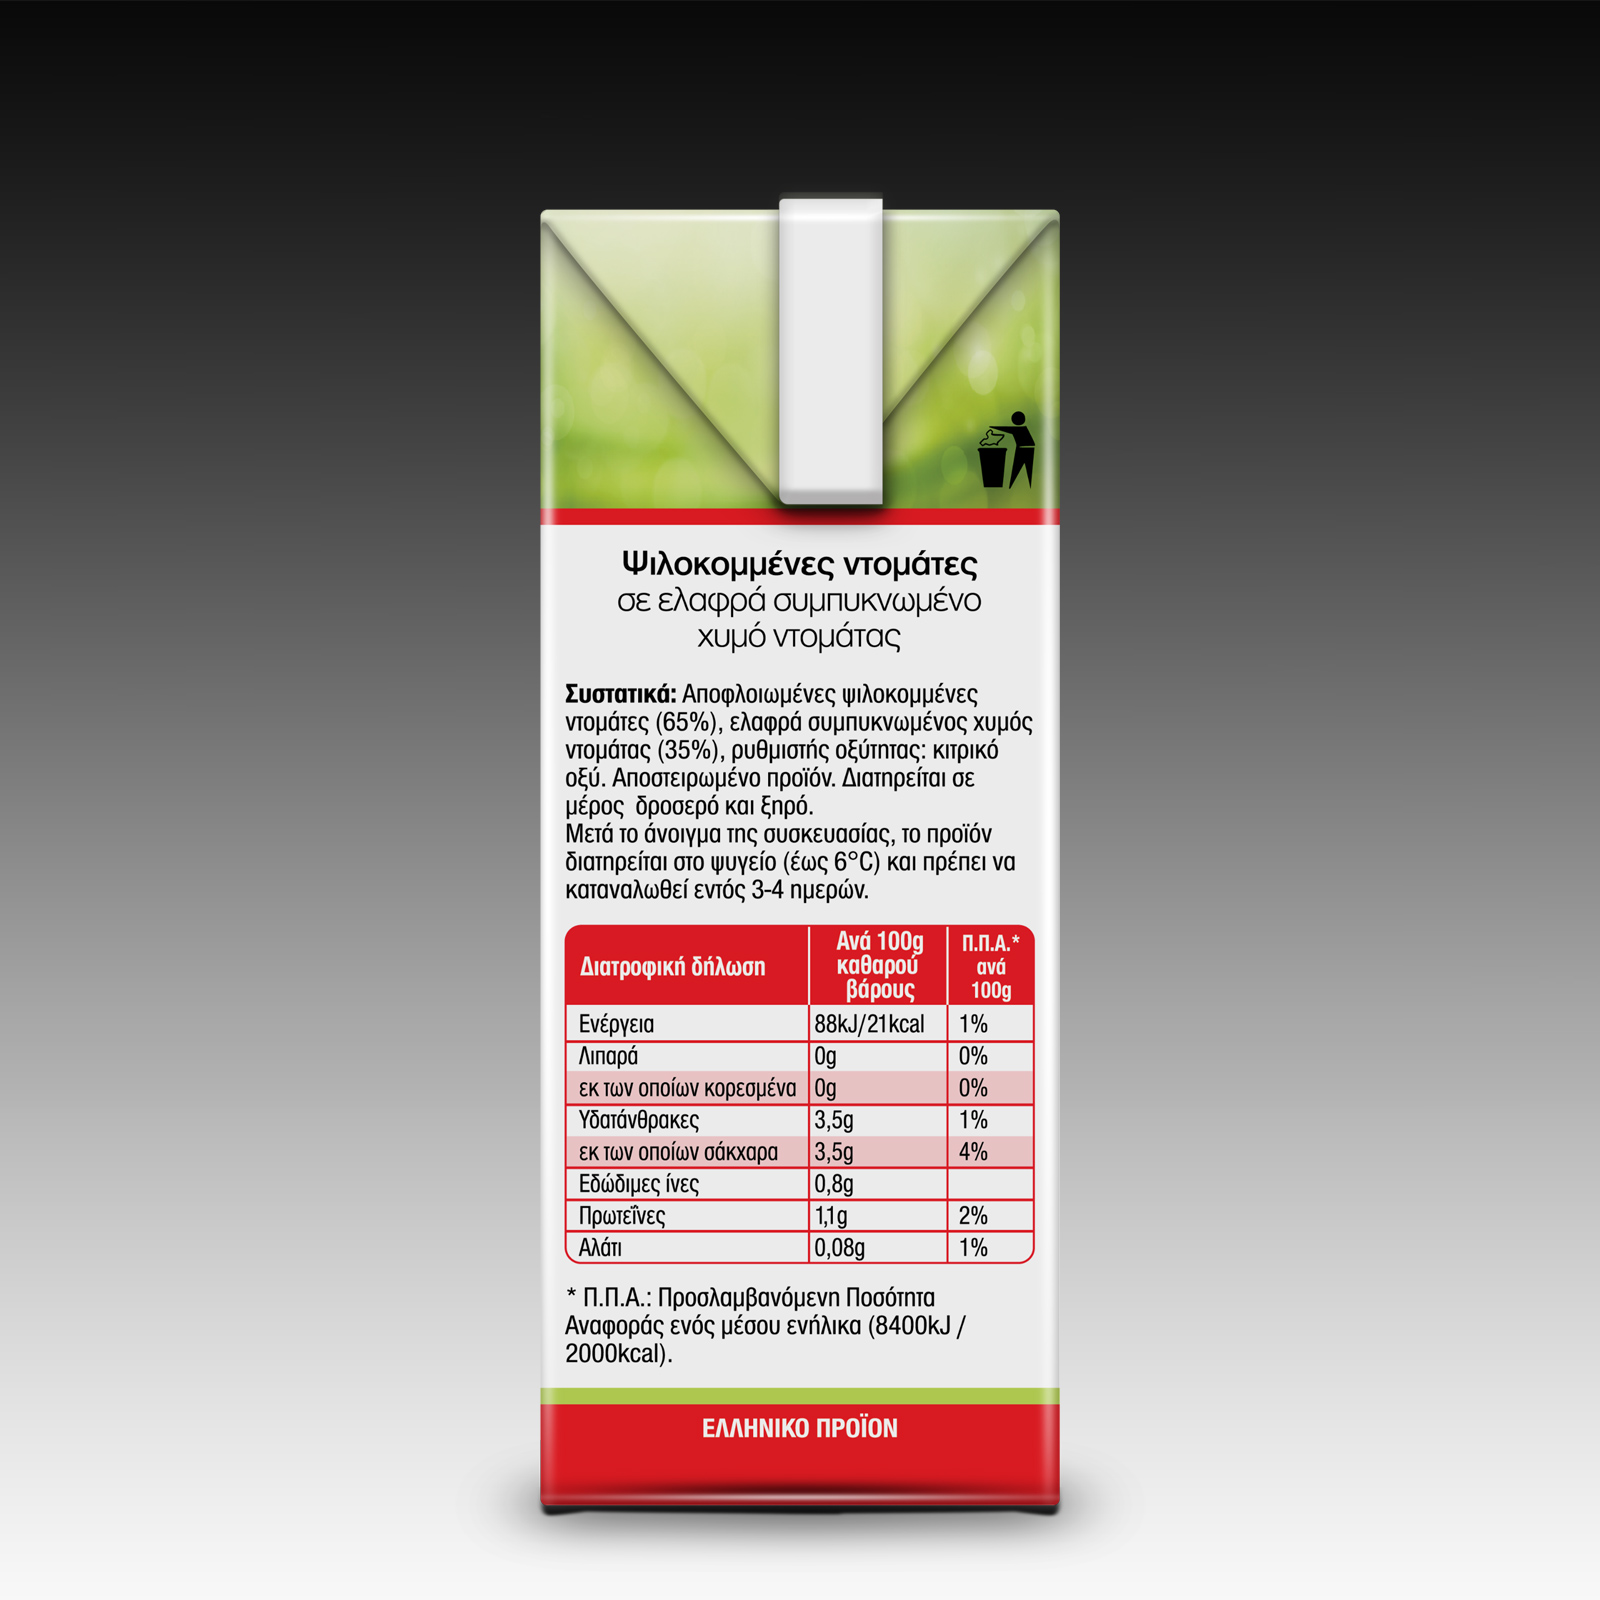 Ψιλοκομμένες ντομάτες
σε ελαφρά συμπυκνωμένο
χυμό ντομάτας
Συστατικά: Αποφλοιωμένες ψιλοκομμένες
ντομάτες (65%), ελαφρά συμπυκνωμένος χυμός
ντομάτας (35%), ρυθμιστής οξύτητας: κιτρικό
οξύ. Αποστειρωμένο προϊόν. Διατηρείται σε
μέρος δροσερό και ξηρό.
Μετά το άνοιγμα της συσκευασίας, το προϊόν
διατηρείται στο ψυγείο (έως 6°C) και πρέπει να
καταναλωθεί εντός 3-4 ημερών.
Διατροφική δήλωση Ανά 100g καθαρού βάρους Π.Π.Α.* ανά 100g
Ενέργεια 88kJ/21kcal 1%
Λιπαρά 0g 0%
εκ των οποίων κορεσμένα 0g 0%
Υδατάνθρακες 3,5g 1%
εκ των οποίων σάκχαρα 3,5g 4%
Εδώδιμες ίνες 0,8g
Πρωτεΐνες 1,1g 2%
Αλάτι 0,08g 1%
* Π.Π.Α.: Προσλαμβανόμενη Ποσότητα
Αναφοράς ενός μέσου ενήλικα (8400kJ /
2000kcal).
ΕΛΛΗΝΙΚΟ ΠΡΟΪΟΝ